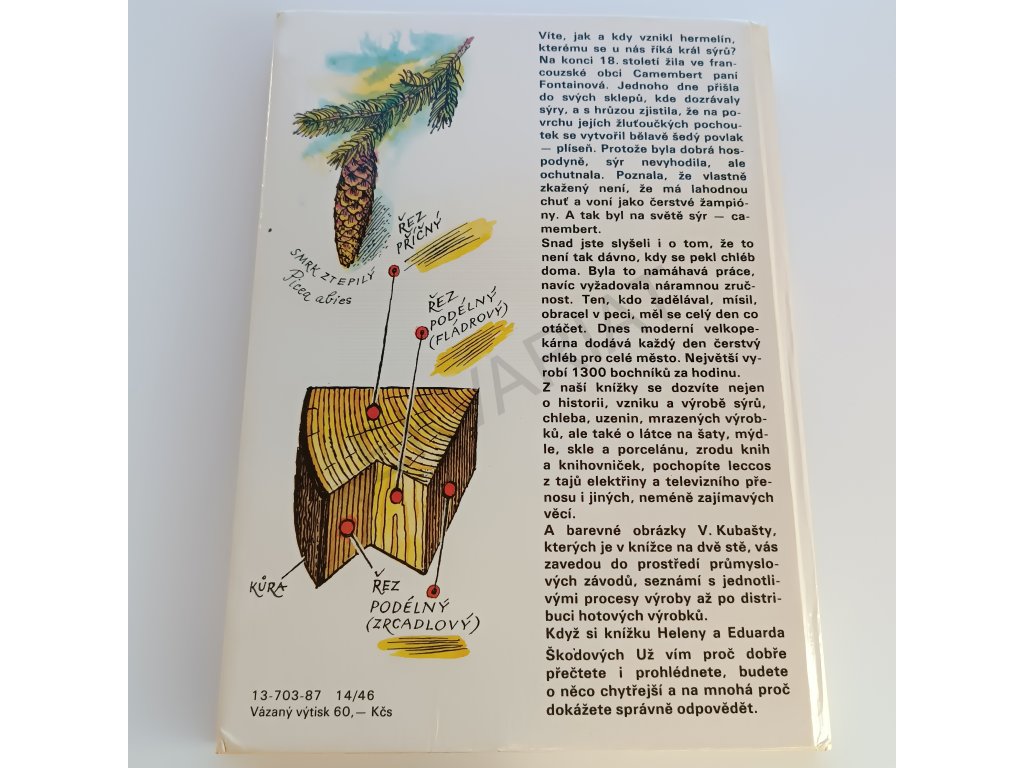 Víte, jak a kdy vznikl hermelín,
kterému se u nás říká král sýrů?
Na konci 18. století žila ve fran-
couzské obci Camembert paní
Fontainová. Jednoho dne přišla
do svých sklepů, kde dozrávaly
sýry, a s hrůzou zjistila, že na po-
vrchu jejích žluťoučkých pochou-
tek se vytvořil bělavě šedý povlak
— plíseň. Protože byla dobrá hos-
podyně, sýr nevyhodila, ale
ochutnala. Poznala, že vlastně
zkažený není, že má lahodnou
chuť a voní jako čerstvé žampió-
ny. A tak byl na světě sýr — ca-
membert.
Snad jste slyšeli i o tom, že to
není tak dávno, kdy se pekl chléb
doma. Byla to namáhavá práce,
navíc vyžadovala náramnou zruč-
nost. Ten, kdo zadělával, mísil,
obracel v peci, měl se celý den co
otáčet. Dnes moderní velkope-
kárna dodává každý den čerstvý
chléb pro celé město. Největší vy-
robí 1300 bochníků za hodinu.
Z naší knížky se dozvíte nejen
o historii, vzniku a výrobě sýrů,
chleba, uzenin, mrazených výrob-
ků, ale také o látce na šaty, mýd-
le, skle a porcelánu, zrodu knih
a knihovniček, pochopíte leccos
z tajů elektřiny a televizního pře-
nosu i jiných, neméně zajímavých
věcí.
A barevné obrázky V. Kubašty,
kterých je v knížce na dvě stě, vás
zavedou do prostředí průmyslo-
vých závodů, seznámí s jednotli-
vými procesy výroby až po distri-
buci hotových výrobků.
Když si knížku Heleny a Eduarda
Škodových Už vím proč dobře
přečtete i prohlédnete, budete
o něco chytřejší a na mnohá proč
dokážete správně odpovědět.
SMRK ZTEPILÝ
Picea abies
ŘEZ
PŘÍČNÝ
ŘEZ
PODÉLNÝ
(FLÁDROVÝ)
KŮRA
ŘEZ
PODÉLNÝ
(ZRCADLOVÝ)
13-703-87 14/46
Vázaný výtisk 60,— Kčs